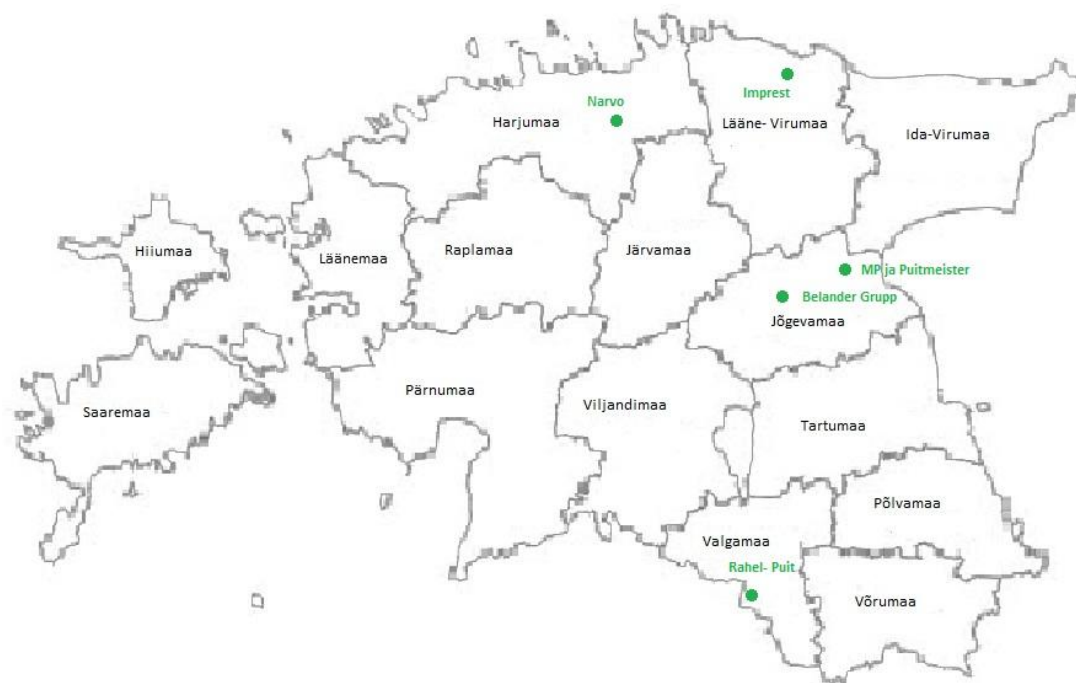 Imprest
Narvo
Harjumaa
Lääne- Virumaa
Ida-Virumaa
Hiiumaa
Läänemaa
Raplamaa
Järvamaa
MP ja Puitmeister
Belander Grupp
Jõgevamaa
Saaremaa
Pärnumaa
Viljandimaa
Tartumaa
Põlvamaa
Valgamaa
Rahel- Puit
Võrumaa